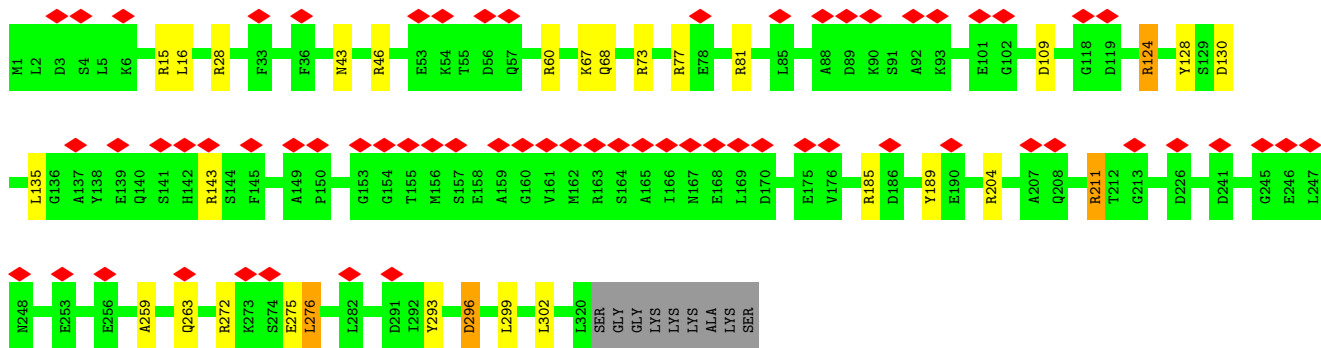 M1 L2 D3 S4 L5 K6 R15 L16 R28 F33 F36 N43 R46 E53 K54 T55 D56 Q57 R60 K67 Q68 R73 R77 E78 R81 L85 A88 D89 K90 S91 A92 K93 E101 G102 D109 G118 D119 R124 Y128 S129 D130
L135 G136 A137 Y138 E139 Q140 S141 H142 R143 S144 F145 A149 P150 G153 G154 T155 M156 S157 E158 A159 G160 V161 M162 R163 S164 A165 I166 N167 E168 L169 D170 E175 V176 R185 D186 Y189 E190 R204 A207 Q208 R211 T212 G213 D226 D241 G245 E246 L247
N248 E253 E256 A259 Q263 R272 K273 S274 E275 L276 L282 D291 I292 Y293 D296 L299 L302 L320 SER GLY GLY LYS LYS LYS ALA LYS SER